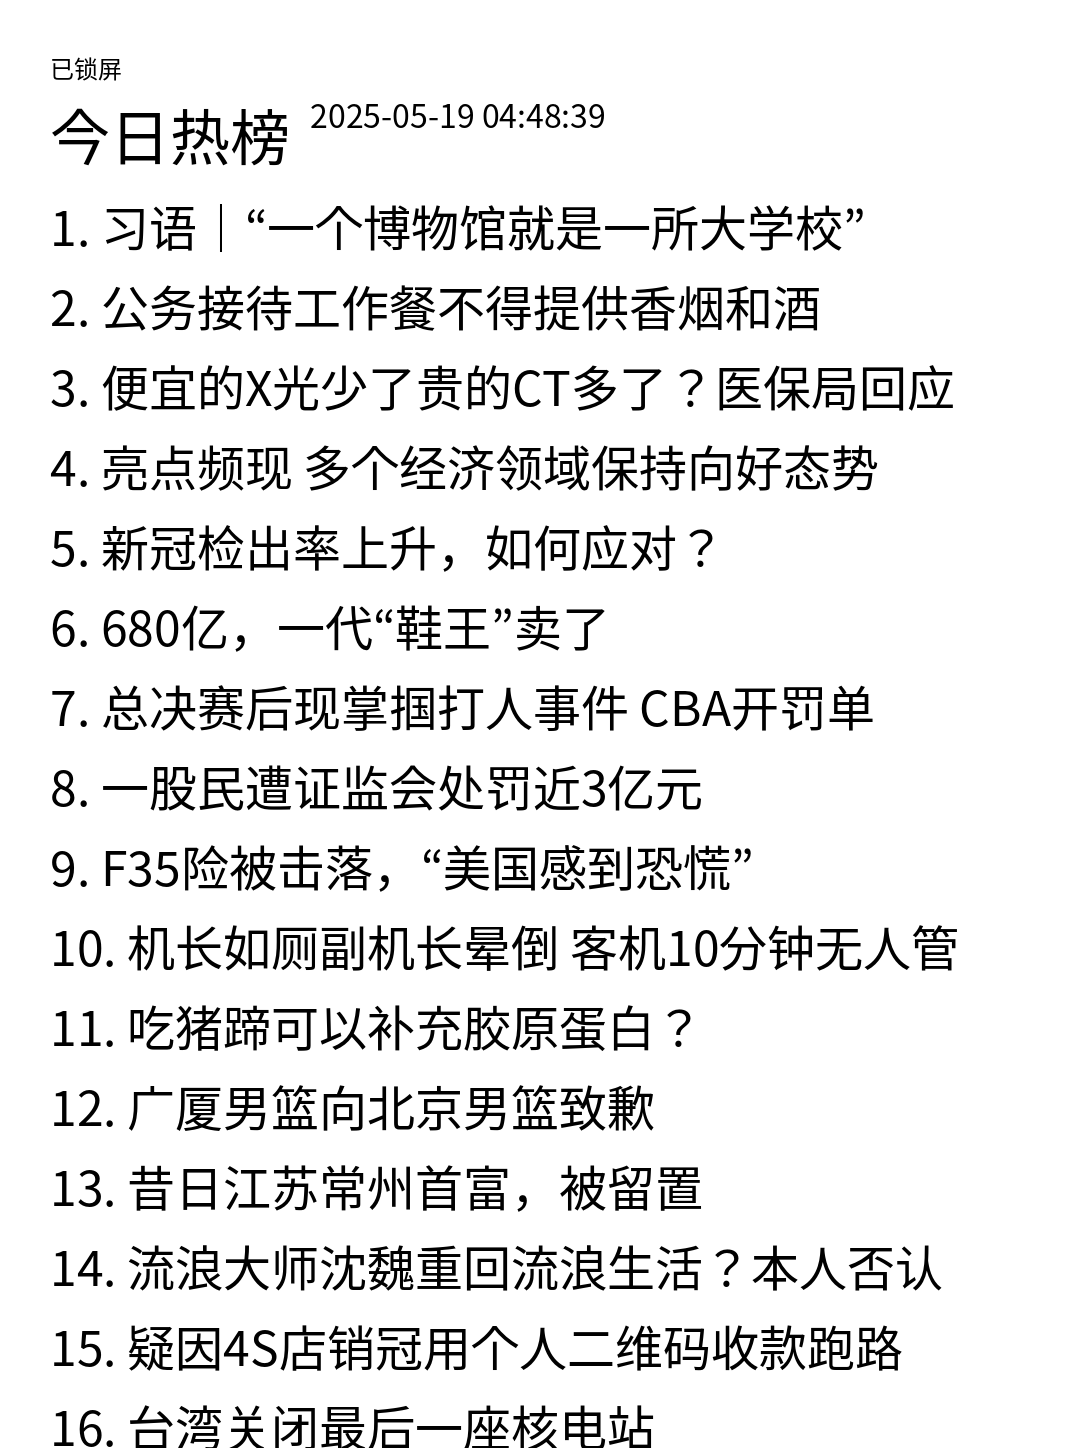 已锁屏
今日热榜 2025-05-19 04:48:39
1. 习语｜“一个博物馆就是一所大学校”
2. 公务接待工作餐不得提供香烟和酒
3. 便宜的X光少了贵的CT多了？医保局回应
4. 亮点频现 多个经济领域保持向好态势
5. 新冠检出率上升，如何应对？
6. 680亿，一代“鞋王”卖了
7. 总决赛后现掌掴打人事件 CBA开罚单
8. 一股民遭证监会处罚近3亿元
9. F35险被击落，“美国感到恐慌”
10. 机长如厕副机长晕倒 客机10分钟无人管
11. 吃猪蹄可以补充胶原蛋白？
12. 广厦男篮向北京男篮致歉
13. 昔日江苏常州首富，被留置
14. 流浪大师沈魏重回流浪生活？本人否认
15. 疑因4S店销冠用个人二维码收款跑路
16. 台湾关闭最后一座核电站